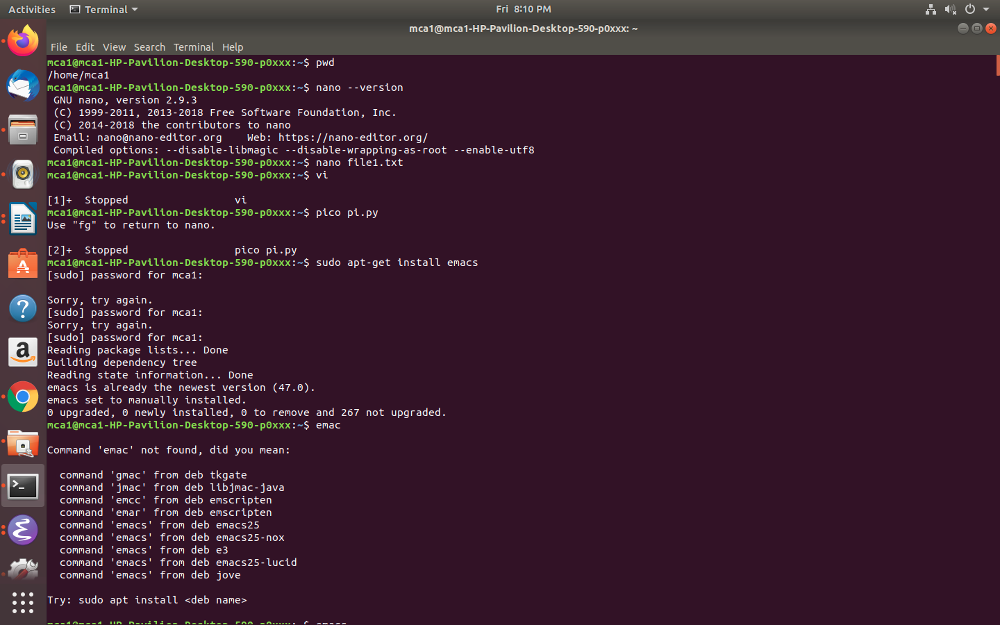 Activities Terminal Fri 8:10 PM
mca1@mca1-HP-Pavilion-Desktop-590-p0xxx: ~
File Edit View Search Terminal Help
mca1@mca1-HP-Pavilion-Desktop-590-p0xxx:~$ pwd
/home/mca1
mca1@mca1-HP-Pavilion-Desktop-590-p0xxx:~$ nano --version
GNU nano, version 2.9.3
(C) 1999-2011, 2013-2018 Free Software Foundation, Inc.
(C) 2014-2018 the contributors to nano
Email: nano@nano-editor.org    Web: https://nano-editor.org/
Compiled options: --disable-libmagic --disable-wrapping-as-root --enable-utf8
mca1@mca1-HP-Pavilion-Desktop-590-p0xxx:~$ nano file1.txt
mca1@mca1-HP-Pavilion-Desktop-590-p0xxx:~$ vi
[1]+  Stopped                 vi
mca1@mca1-HP-Pavilion-Desktop-590-p0xxx:~$ pico pi.py
Use "fg" to return to nano.
[2]+  Stopped                 pico pi.py
mca1@mca1-HP-Pavilion-Desktop-590-p0xxx:~$ sudo apt-get install emacs
[sudo] password for mca1:
Sorry, try again.
[sudo] password for mca1:
Sorry, try again.
[sudo] password for mca1:
Reading package lists... Done
Building dependency tree
Reading state information... Done
emacs is already the newest version (47.0).
emacs set to manually installed.
0 upgraded, 0 newly installed, 0 to remove and 267 not upgraded.
mca1@mca1-HP-Pavilion-Desktop-590-p0xxx:~$ emac
Command 'emac' not found, did you mean:
command 'gmac' from deb tkgate
command 'jmac' from deb libjmac-java
command 'emcc' from deb emscripten
command 'emar' from deb emscripten
command 'emacs' from deb emacs25
command 'emacs' from deb emacs25-nox
command 'emacs' from deb e3
command 'emacs' from deb emacs25-lucid
command 'emacs' from deb jove
Try: sudo apt install <deb name>
mca1@mca1-HP-Pavilion-Desktop-590-p0xxx:~$ emacs